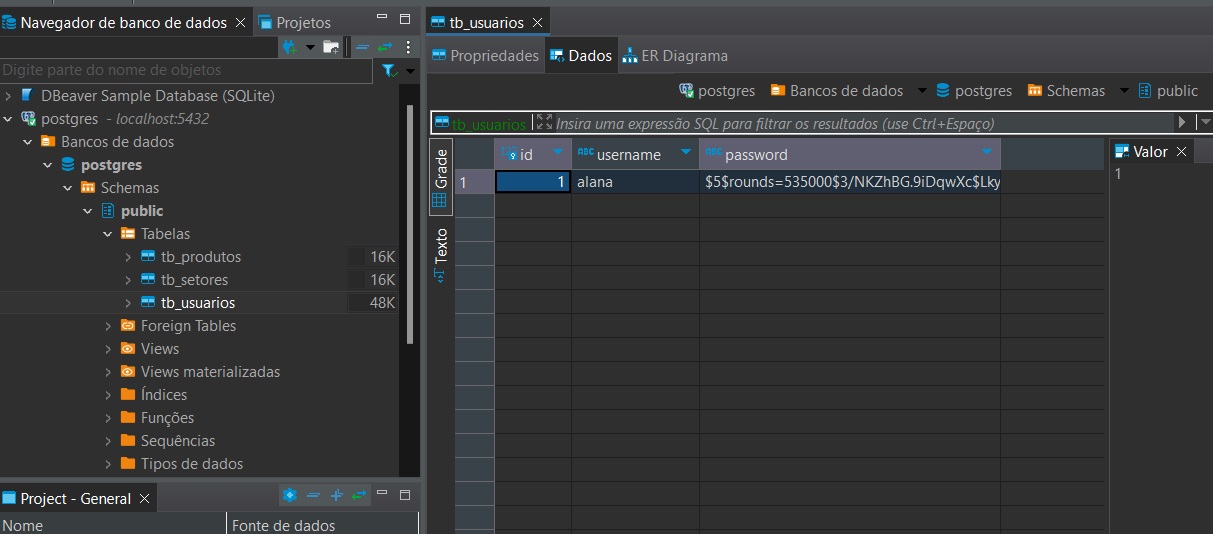 Navegador de banco de dados
Projetos
Digite parte do nome de objetos
DBeaver Sample Database (SQLite)
postgres - localhost:5432
Bancos de dados
postgres
Schemas
public
Tabelas
tb_produtos 16K
tb_setores 16K
tb_usuarios 48K
Foreign Tables
Views
Views materializadas
Índices
Funções
Sequências
Tipos de dados
Project - General
Nome Fonte de dados
tb_usuarios
Propriedades Dados ER Diagrama
postgres Bancos de dados postgres Schemas public
tb_usuarios Insira uma expressão SQL para filtrar os resultados (use Ctrl+Espaço)
Grade
Texto
123 id ABC username ABC password
1 1 alana $5$rounds=535000$3/NKZhBG.9iDqwXc$Lky
Valor
1